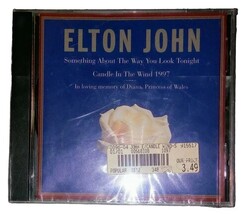 ELTON JOHN
Something About The Way You Look Tonight
Candle In The Wind 1997
In loving memory of Diana, Princess of Wales
OUR PRICE
3.49